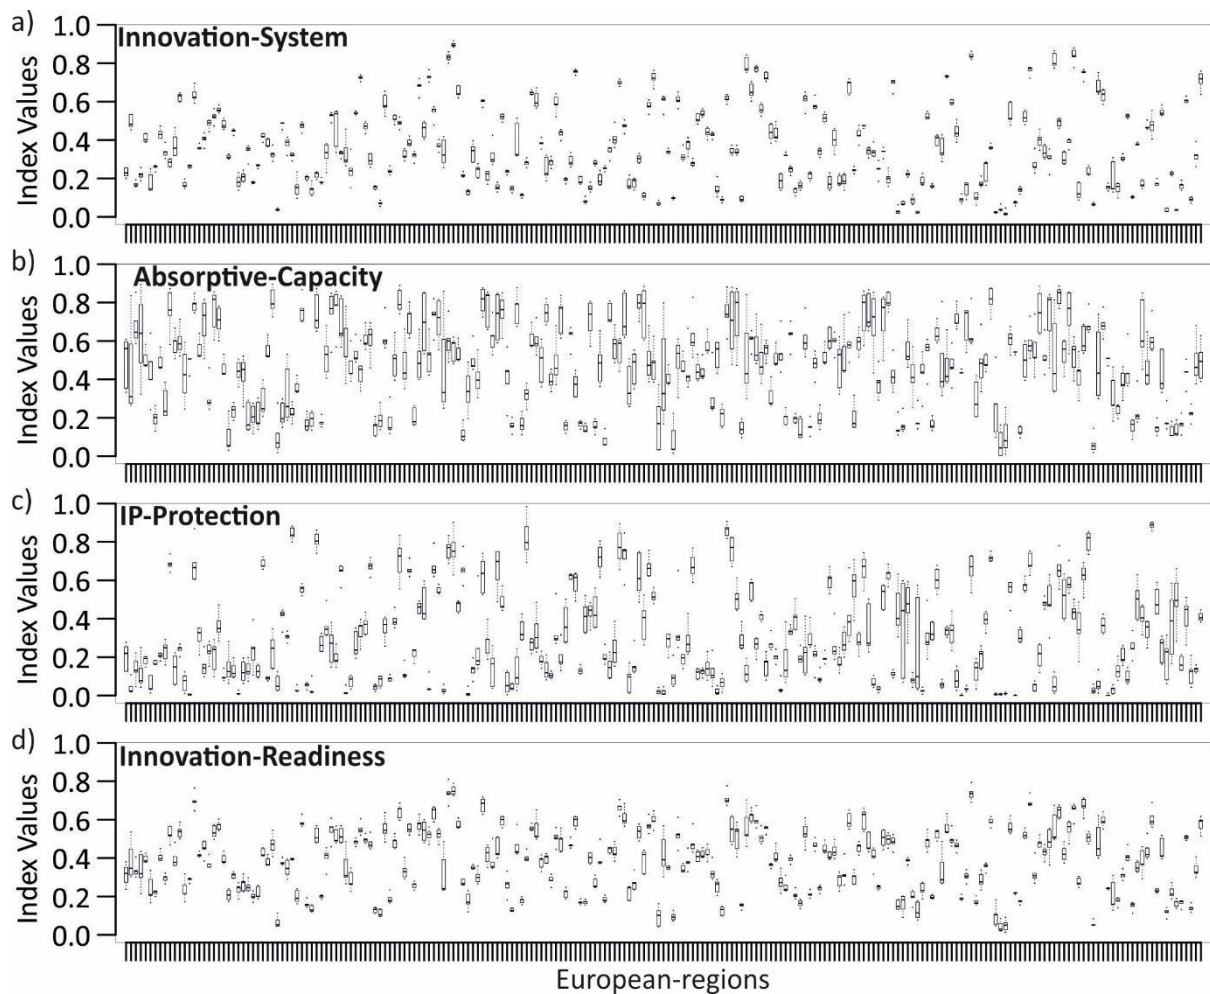 a)
Innovation-System
Index Values
1.0
0.8
0.6
0.4
0.2
0.0
b)
Absorptive-Capacity
Index Values
1.0
0.8
0.6
0.4
0.2
0.0
c)
IP-Protection
Index Values
1.0
0.8
0.6
0.4
0.2
0.0
d)
Innovation-Readiness
Index Values
1.0
0.8
0.6
0.4
0.2
0.0
European-regions